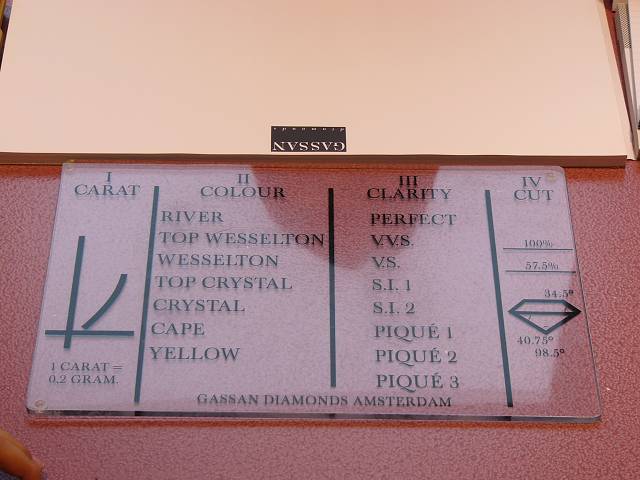 GASSAN
diamonds
I
CARAT
1 CARAT =
0,2 GRAM.
II
COLOUR
RIVER
TOP WESSELTON
WESSELTON
TOP CRYSTAL
CRYSTAL
CAPE
YELLOW
III
CLARITY
PERFECT
V.V.S.
V.S.
S.I. 1
S.I. 2
PIQUÉ 1
PIQUÉ 2
PIQUÉ 3
IV
CUT
100%
57.5%
34.5°
40.75°
98.5°
GASSAN DIAMONDS AMSTERDAM